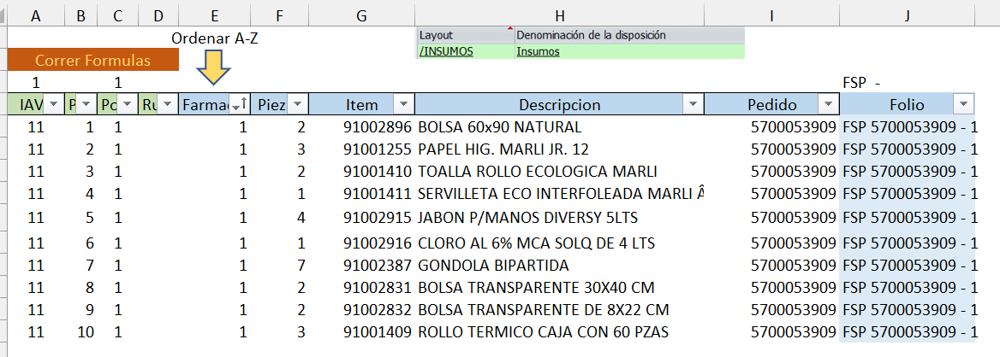 A B C D E F G H I J
Ordenar A-Z
Layout Denominación de la disposición
/INSUMOS Insumos
Correr Formulas
1 1 FSP -
IAV P Po Ru Farma Piez Item Descripcion Pedido Folio
11 1 1 1 2 91002896 BOLSA 60x90 NATURAL 5700053909 FSP 5700053909 - 1
11 2 1 1 3 91001255 PAPEL HIG. MARLI JR. 12 5700053909 FSP 5700053909 - 1
11 3 1 1 2 91001410 TOALLA ROLLO ECOLOGICA MARLI 5700053909 FSP 5700053909 - 1
11 4 1 1 1 91001411 SERVILLETA ECO INTERFOLEADA MARLI Â 5700053909 FSP 5700053909 - 1
11 5 1 1 4 91002915 JABON P/MANOS DIVERSY 5LTS 5700053909 FSP 5700053909 - 1
11 6 1 1 1 91002916 CLORO AL 6% MCA SOLQ DE 4 LTS 5700053909 FSP 5700053909 - 1
11 7 1 1 7 91002387 GONDOLA BIPARTIDA 5700053909 FSP 5700053909 - 1
11 8 1 1 2 91002831 BOLSA TRANSPARENTE 30X40 CM 5700053909 FSP 5700053909 - 1
11 9 1 1 2 91002832 BOLSA TRANSPARENTE DE 8X22 CM 5700053909 FSP 5700053909 - 1
11 10 1 1 3 91001409 ROLLO TERMICO CAJA CON 60 PZAS 5700053909 FSP 5700053909 - 1